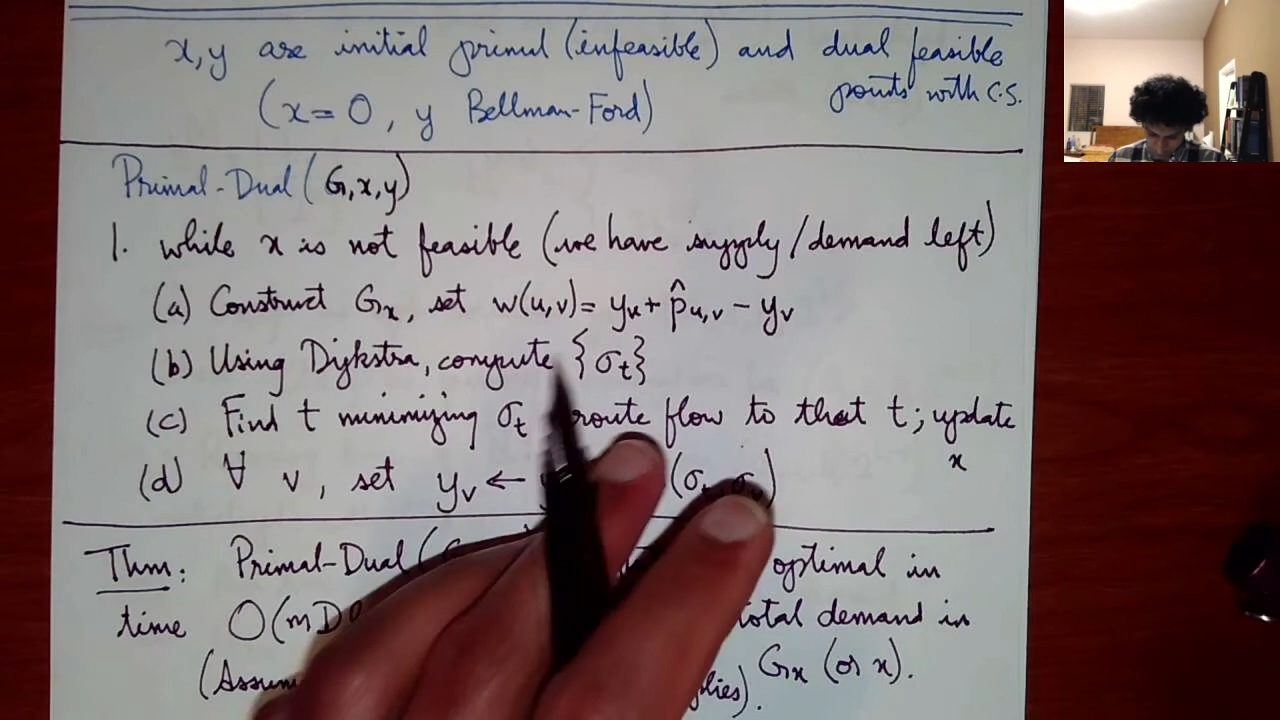 x, y are initial primal (infeasible) and dual feasible
points with C.S.
(x = 0, y Bellman-Ford)
Primal-Dual (G, x, y)
1. while x is not feasible (we have supply/demand left)
(a) Construct Gx, set w(u,v) = yu + p̂u,v − yv
(b) Using Dijkstra, compute {σt}
(c) Find t minimizing σt route flow to that t; update
x
(d) ∀ v, set yv ←
Thm: Primal-Dual ( optimal in
time O(mD total demand in
Gx (or x).